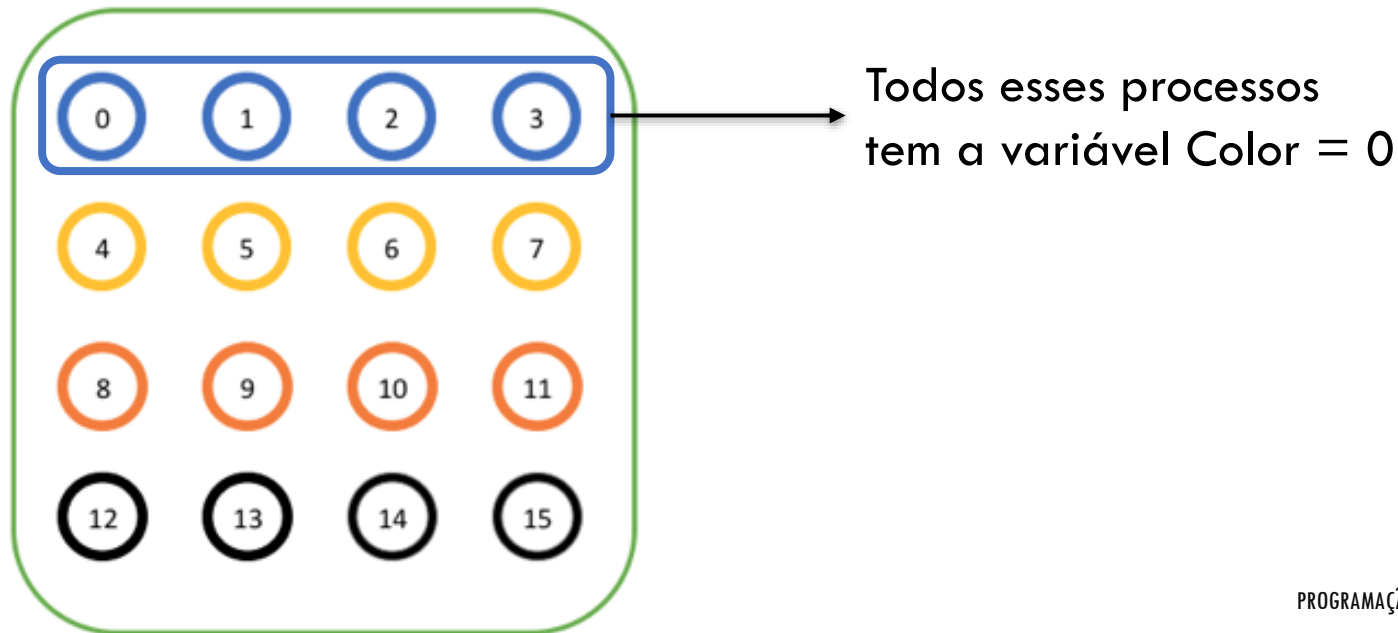 0 1 2 3
Todos esses processos
tem a variável Color = 0
4 5 6 7
8 9 10 11
12 13 14 15